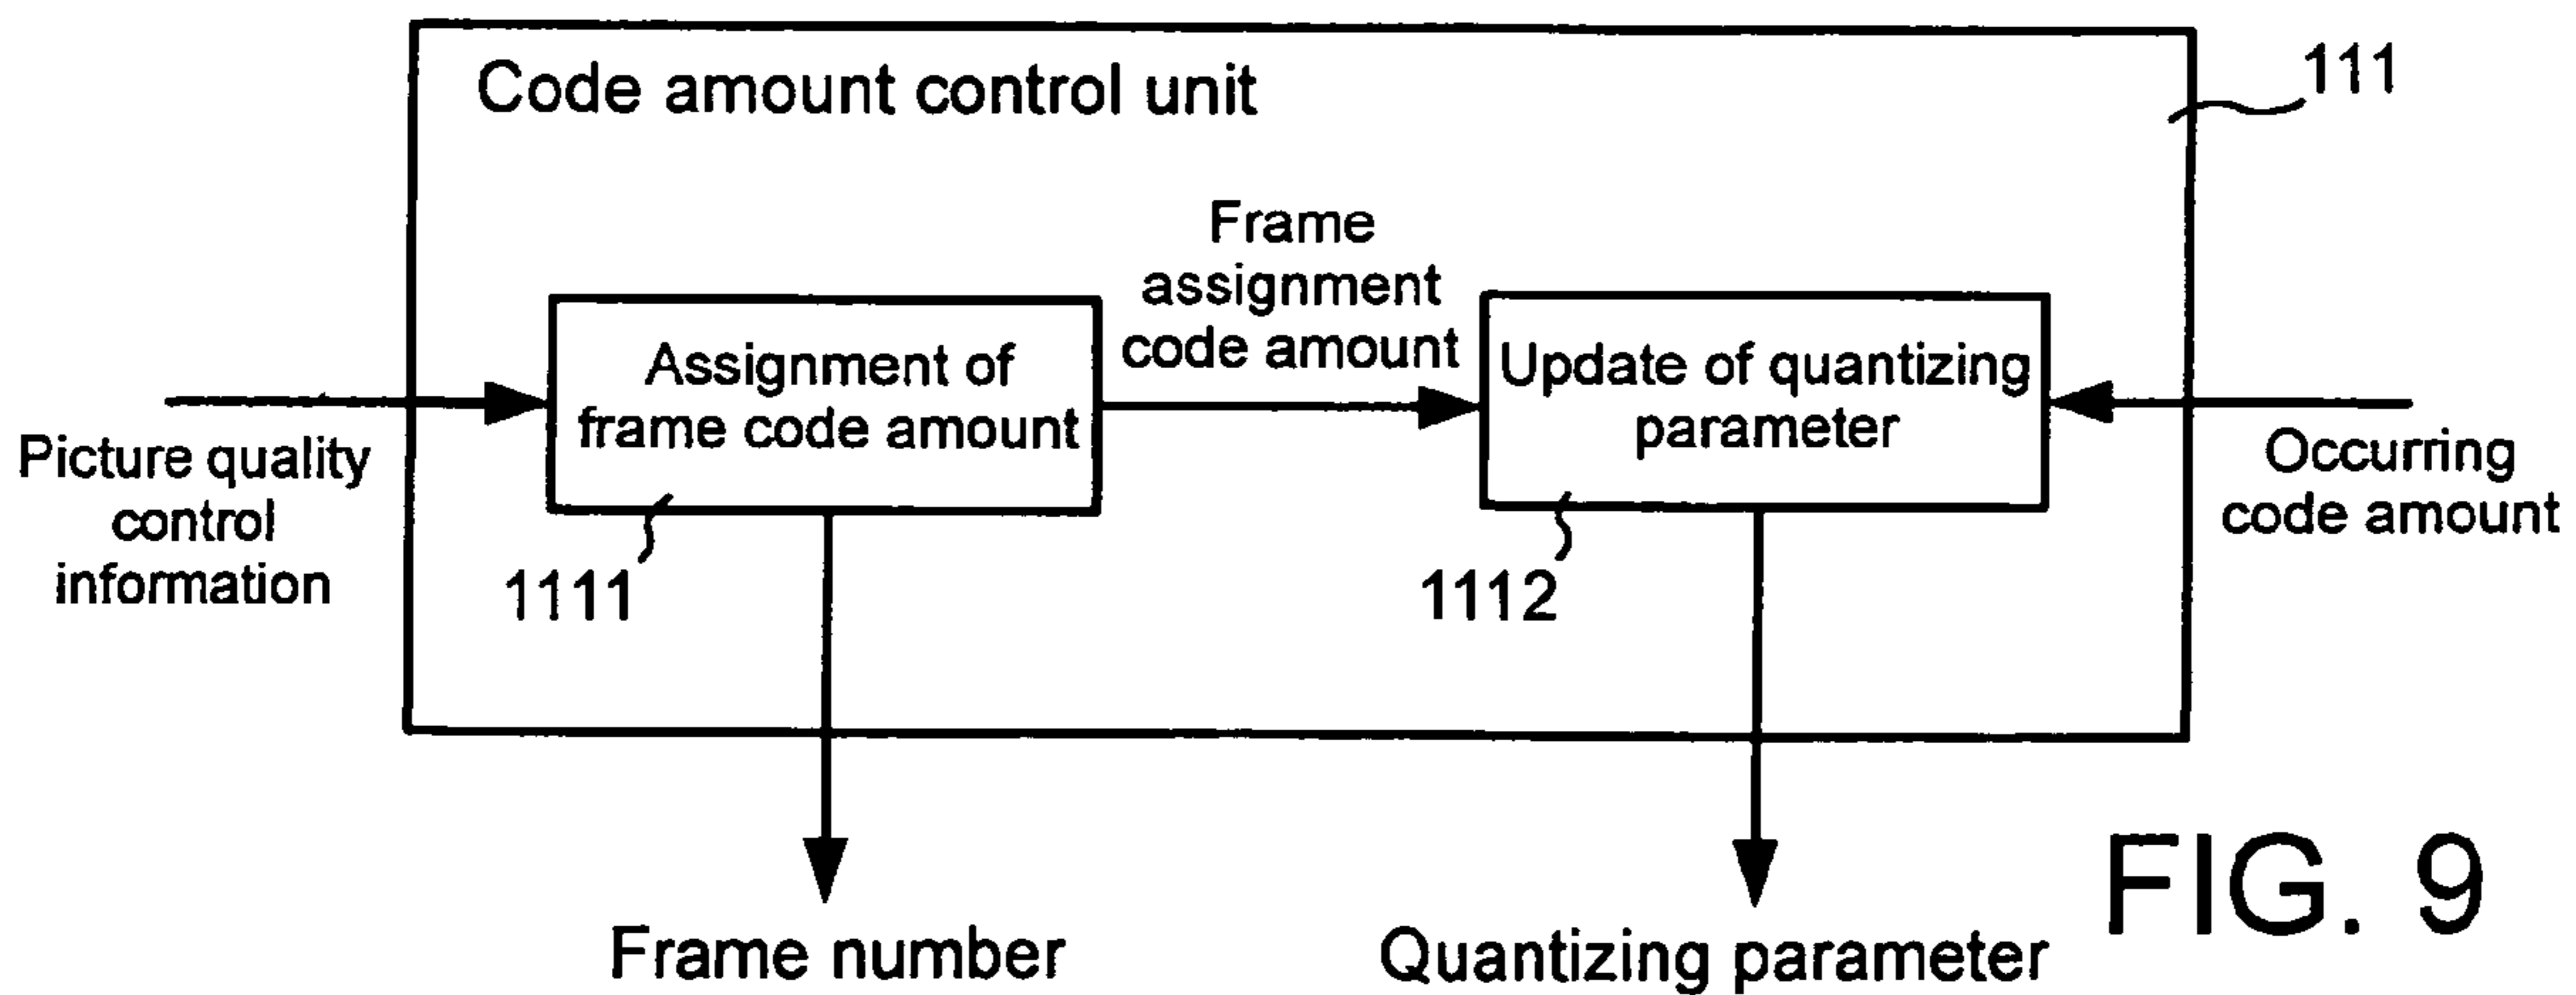 Code amount control unit
111
Frame
assignment
code amount
Assignment of
frame code amount
Update of quantizing
parameter
Picture quality
control
information
Occurring
code amount
1111
1112
Frame number
Quantizing parameter
FIG. 9